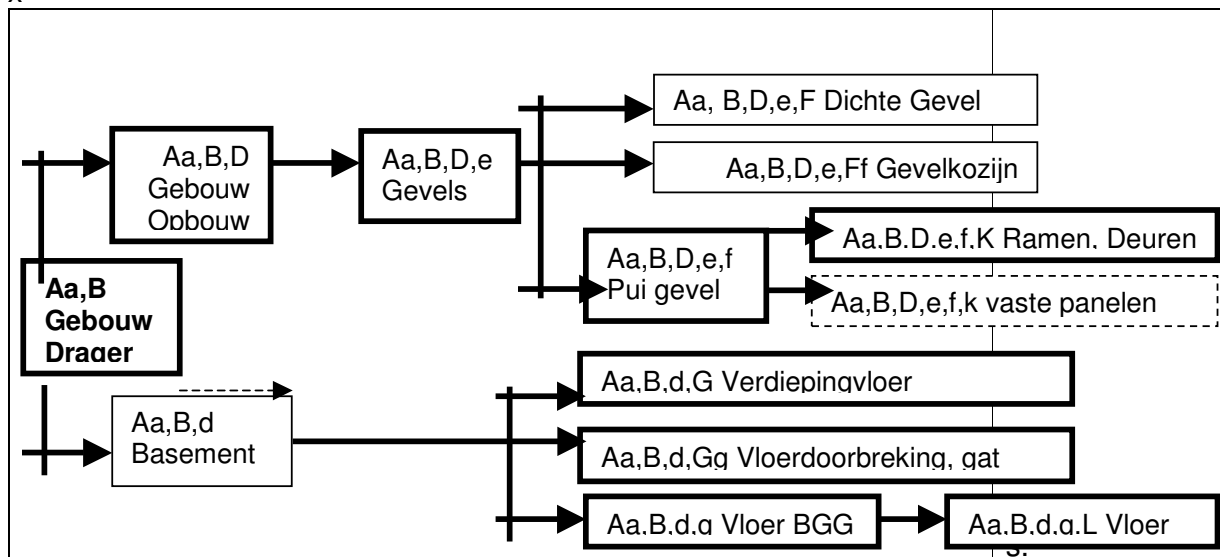 Aa, B,D,e,F Dichte Gevel
Aa,B,D
Gebouw
Opbouw
Aa,B,D,e
Gevels
Aa,B,D,e,Ff Gevelkozijn
Aa,B,D,e,f,K Ramen, Deuren
Aa,B,D,e,f
Pui gevel
Aa,B,D,e,f,k vaste panelen
Aa,B
Gebouw
Drager
Aa,B,d,G Verdiepingvloer
Aa,B,d
Basement
Aa,B,d,Gg Vloerdoorbreking, gat
Aa,B,d,g Vloer BGG
Aa,B,d,g,L Vloer